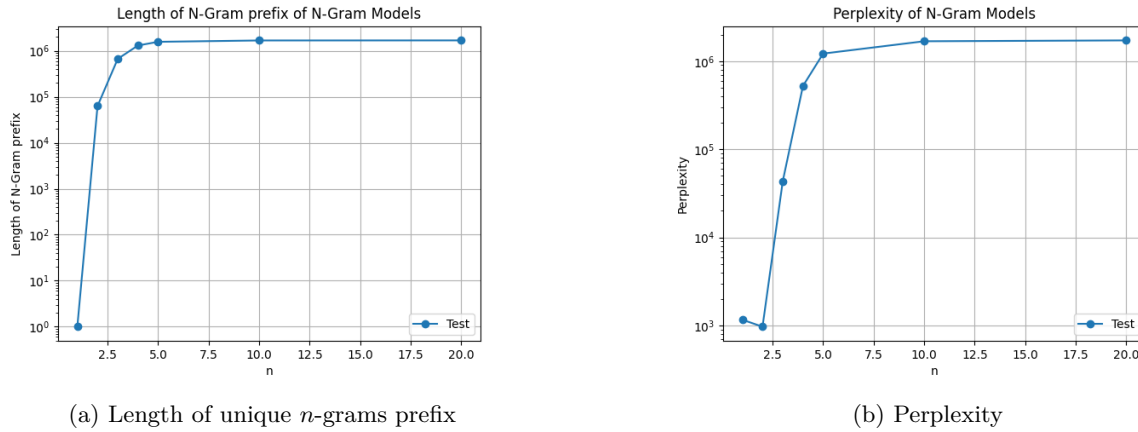 Length of N-Gram prefix of N-Gram Models
Length of N-Gram prefix
10^6
10^5
10^4
10^3
10^2
10^1
10^0
2.5 5.0 7.5 10.0 12.5 15.0 17.5 20.0
n
Test
(a) Length of unique n-grams prefix
Perplexity of N-Gram Models
Perplexity
10^6
10^5
10^4
10^3
2.5 5.0 7.5 10.0 12.5 15.0 17.5 20.0
n
Test
(b) Perplexity